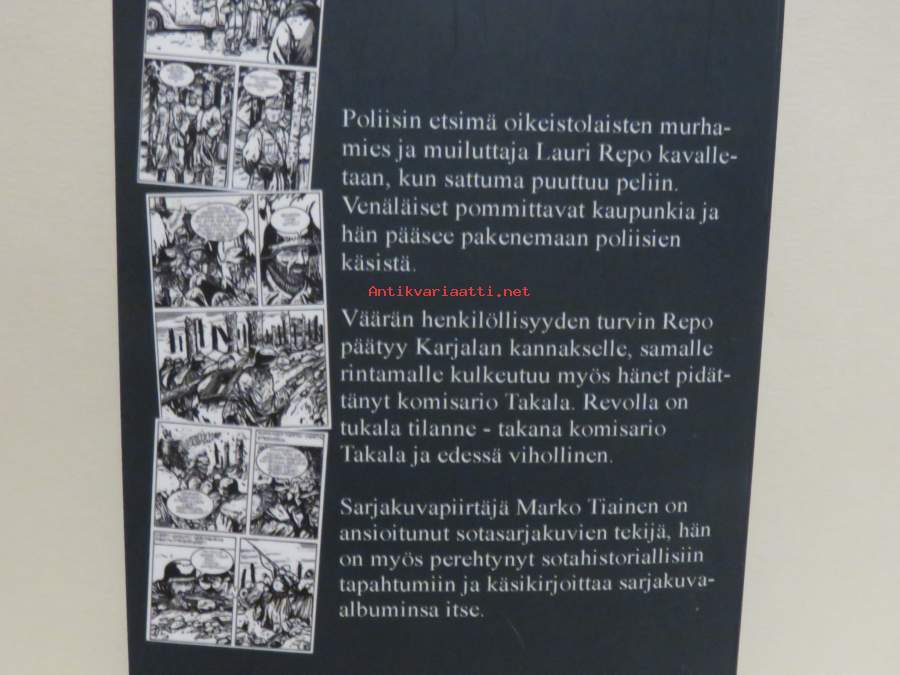 Poliisin etsimä oikeistolaisten murha-
mies ja muiluttaja Lauri Repo kavalle-
taan, kun sattuma puuttuu peliin.
Venäläiset pommittavat kaupunkia ja
hän pääsee pakenemaan poliisien
käsistä.
Antikvariaatti.net
Väärän henkilöllisyyden turvin Repo
päätyy Karjalan kannakselle, samalle
rintamalle kulkeutuu myös hänet pidät-
tänyt komisario Takala. Revolla on
tukala tilanne - takana komisario
Takala ja edessä vihollinen.
Sarjakuvapiirtäjä Marko Tiainen on
ansioitunut sotasarjakuvien tekijä, hän
on myös perehtynyt sotahistoriallisiin
tapahtumiin ja käsikirjoittaa sarjakuva-
albuminsa itse.